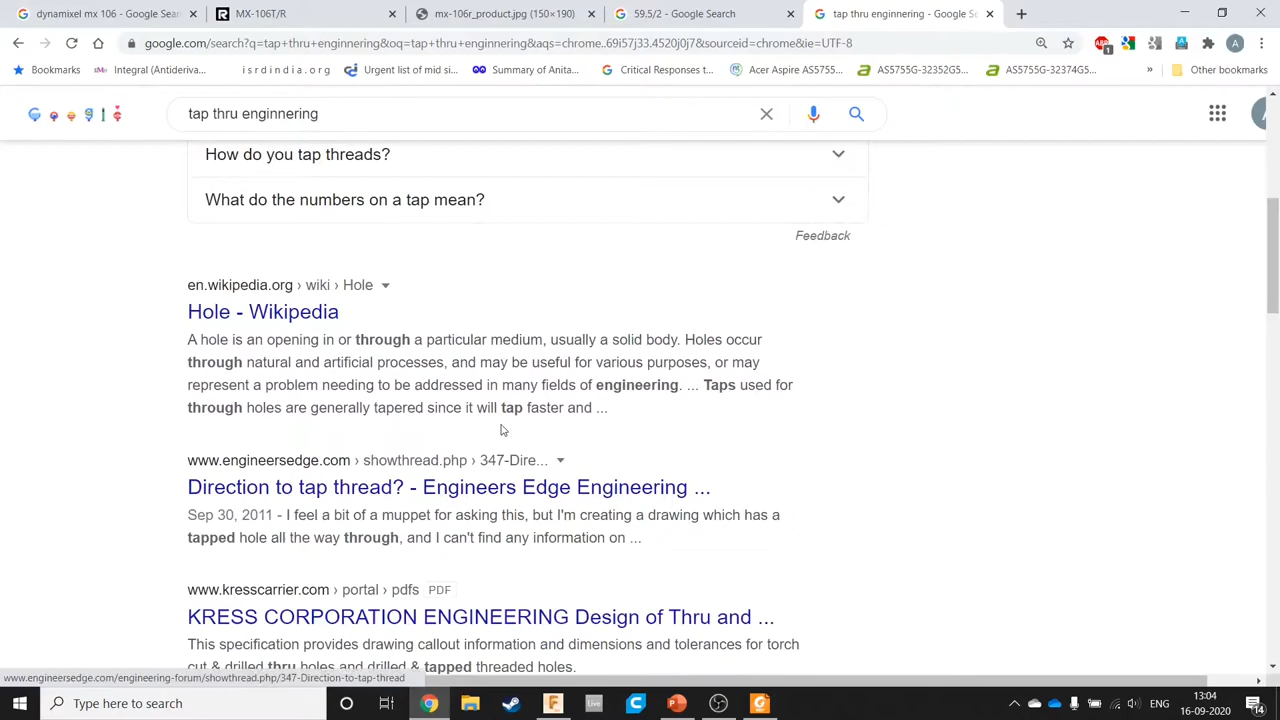 dynamixel mx 106 - Google Search
MX-106T/R
mx-106r_product.jpg (150×190)
59.5/2 - Google Search
tap thru enginnering - Google Se
google.com/search?q=tap+thru+enginnering&oq=tap+thru+enginnering&aqs=chrome..69i57j33.4520j0j7&sourceid=chrome&ie=UTF-8
Bookmarks
Integral (Antideriva...
isrdindia.org
Urgent list of mid si...
Summary of Anita...
Critical Responses t...
Acer Aspire AS5755...
AS5755G-32352G5...
AS5755G-32374G5...
»
Other bookmarks
tap thru enginnering
How do you tap threads?
What do the numbers on a tap mean?
Feedback
en.wikipedia.org › wiki › Hole
Hole - Wikipedia
A hole is an opening in or through a particular medium, usually a solid body. Holes occur
through natural and artificial processes, and may be useful for various purposes, or may
represent a problem needing to be addressed in many fields of engineering. ... Taps used for
through holes are generally tapered since it will tap faster and ...
www.engineersedge.com › showthread.php › 347-Dire...
Direction to tap thread? - Engineers Edge Engineering ...
Sep 30, 2011 - I feel a bit of a muppet for asking this, but I'm creating a drawing which has a
tapped hole all the way through, and I can't find any information on ...
www.kresscarrier.com › portal › pdfs PDF
KRESS CORPORATION ENGINEERING Design of Thru and ...
This specification provides drawing callout information and dimensions and tolerances for torch
cut & drilled thru holes and drilled & tapped threaded holes.
www.engineersedge.com/engineering-forum/showthread.php/347-Direction-to-tap-thread
Type here to search
13:04
16-09-2020
14